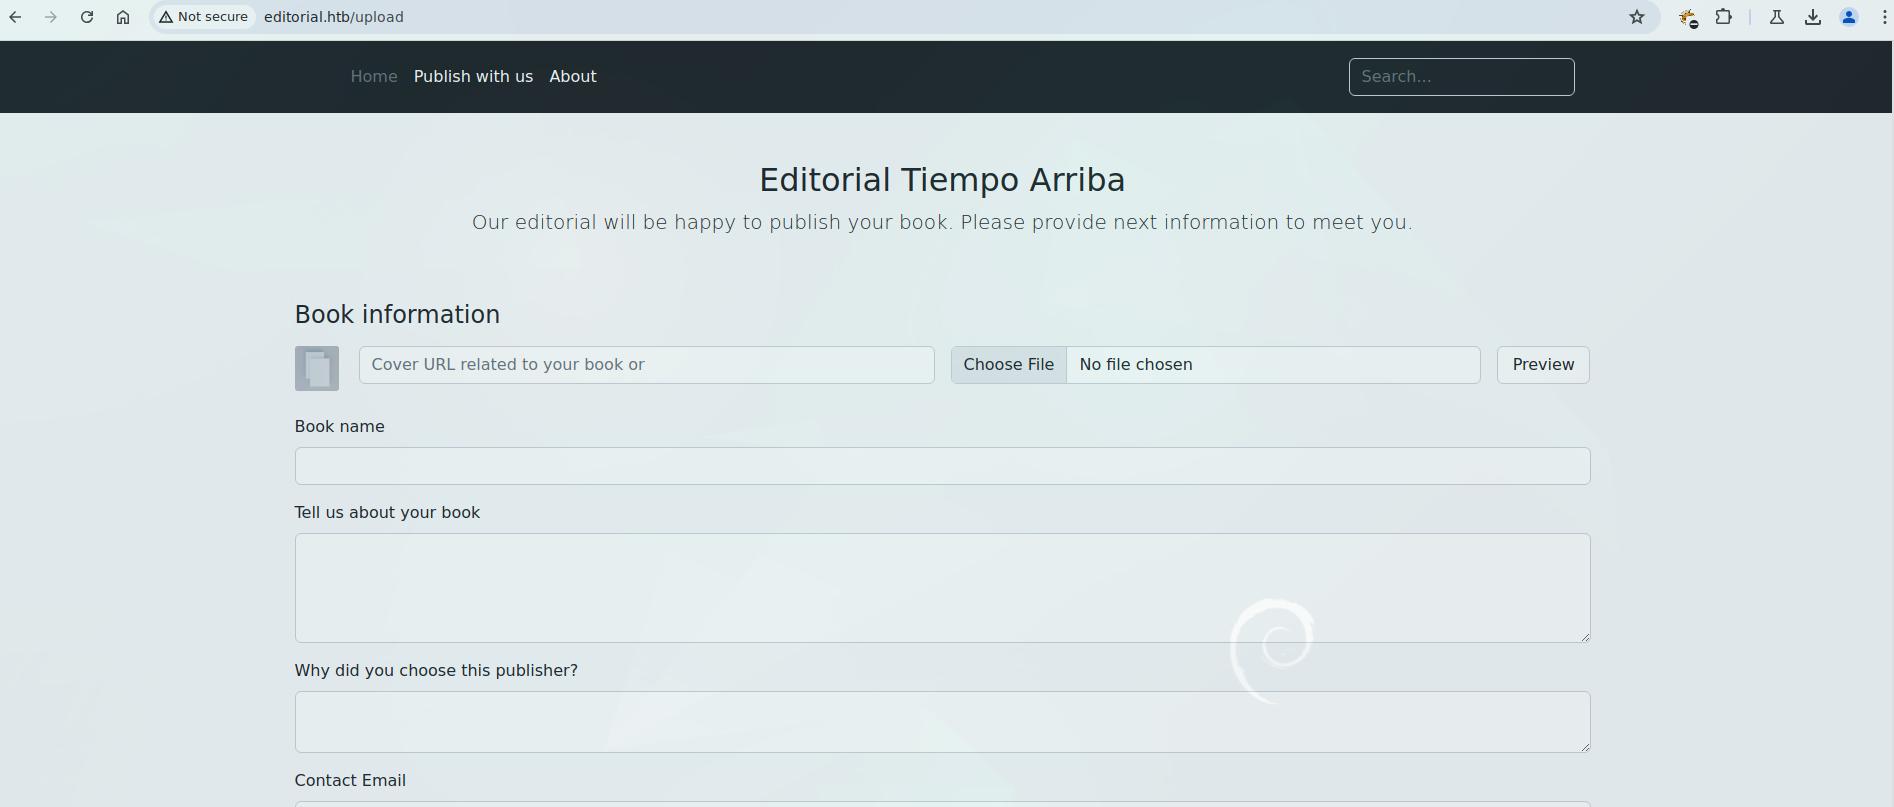 Not secure editorial.htb/upload
Home Publish with us About Search...
Editorial Tiempo Arriba
Our editorial will be happy to publish your book. Please provide next information to meet you.
Book information
Cover URL related to your book or Choose File No file chosen Preview
Book name
Tell us about your book
Why did you choose this publisher?
Contact Email